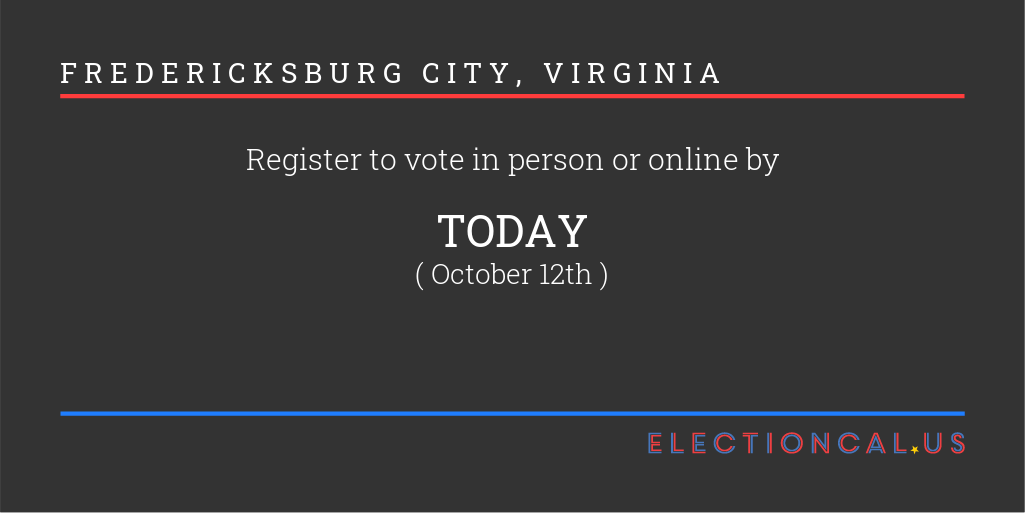 FREDERICKSBURG CITY, VIRGINIA
Register to vote in person or online by
TODAY
( October 12th )
ELECTIONCAL.US